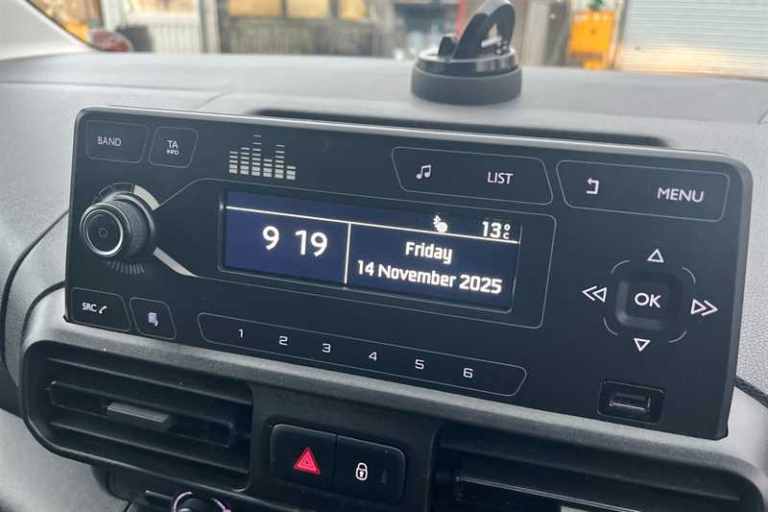 BAND
TA
INFO
LIST
MENU
13°C
9 19
Friday
14 November 2025
OK
SRC
1 2 3 4 5 6